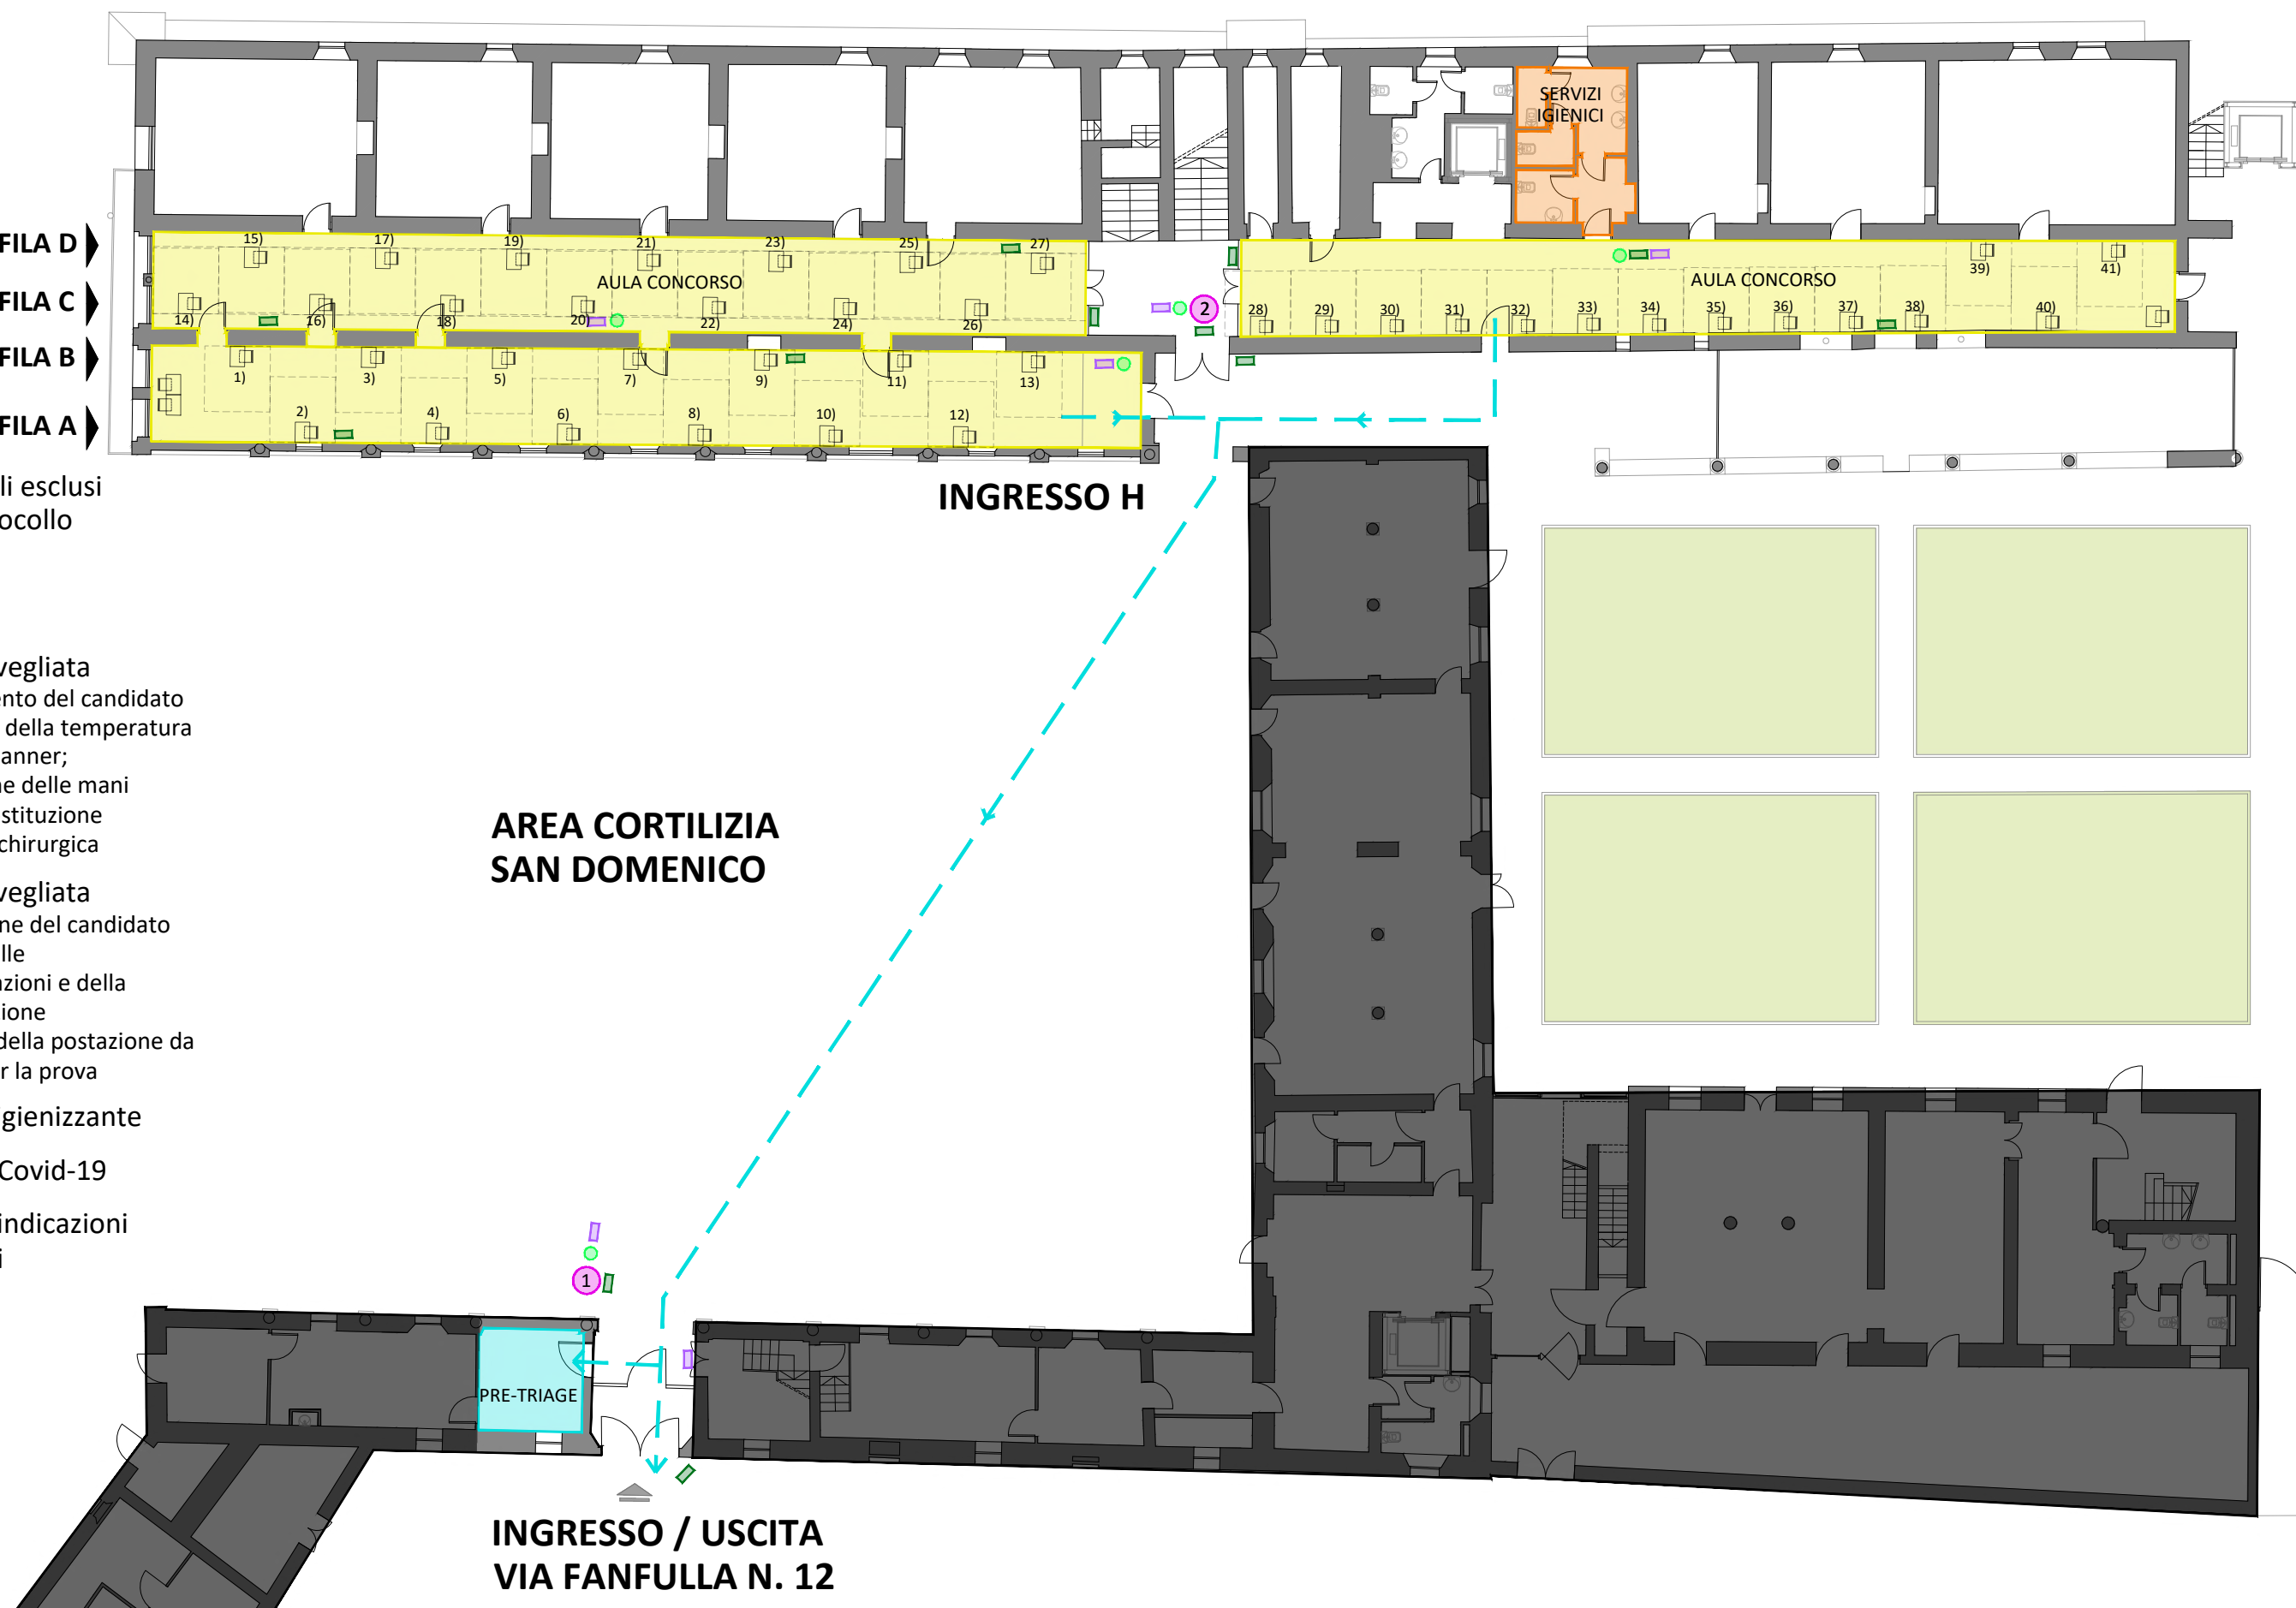 SERVIZI
IGIENICI
FILA D
15)
17)
19)
21)
23)
25)
27)
39)
41)
AULA CONCORSO
AULA CONCORSO
FILA C
14)
16)
18)
20)
22)
24)
26)
2
28)
29)
30)
31)
32)
33)
34)
35)
36)
37)
38)
40)
FILA B
1)
3)
5)
7)
9)
11)
13)
FILA A
2)
4)
6)
8)
10)
12)
li esclusi
ocollo
INGRESSO H
vegliata
ento del candidato
della temperatura
anner;
ne delle mani
stituzione
chirurgica
AREA CORTILIZIA
SAN DOMENICO
vegliata
ne del candidato
lle
azioni e della
zione
della postazione da
r la prova
gienizzante
Covid-19
indicazioni
i
1
PRE-TRIAGE
INGRESSO / USCITA
VIA FANFULLA N. 12